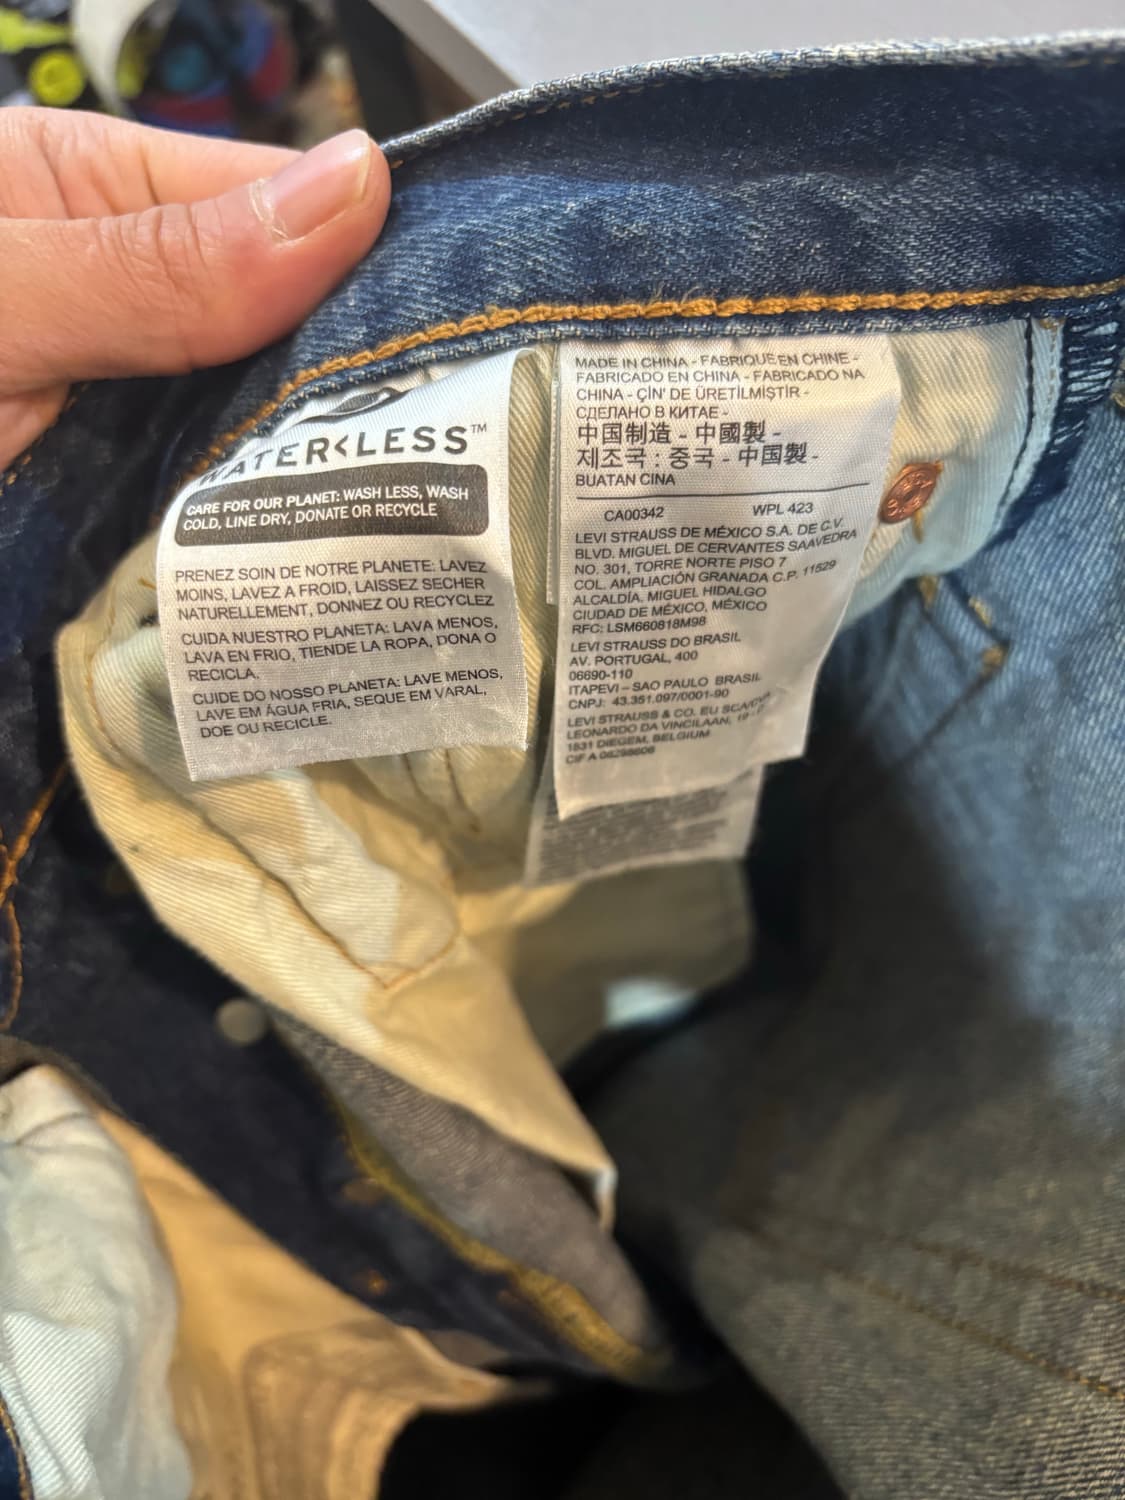 WATER<LESS™
CARE FOR OUR PLANET: WASH LESS, WASH
COLD, LINE DRY, DONATE OR RECYCLE
PRENEZ SOIN DE NOTRE PLANETE: LAVEZ
MOINS, LAVEZ A FROID, LAISSEZ SECHER
NATURELLEMENT, DONNEZ OU RECYCLEZ
CUIDA NUESTRO PLANETA: LAVA MENOS,
LAVA EN FRIO, TIENDE LA ROPA, DONA O
RECICLA.
CUIDE DO NOSSO PLANETA: LAVE MENOS,
LAVE EM ÁGUA FRIA, SEQUE EM VARAL,
DOE OU RECICLE.
MADE IN CHINA - FABRIQUE EN CHINE -
FABRICADO EN CHINA - FABRICADO NA
CHINA - ÇİN' DE ÜRETİLMİŞTİR -
СДЕЛАНО В КИТАЕ -
中国制造 - 中國製 -
제조국 : 중국 - 中国製 -
BUATAN CINA
CA00342 WPL 423
LEVI STRAUSS DE MÉXICO S.A. DE C.V.
BLVD. MIGUEL DE CERVANTES SAAVEDRA
NO. 301, TORRE NORTE PISO 7
COL. AMPLIACIÓN GRANADA C.P. 11529
ALCALDÍA. MIGUEL HIDALGO
CIUDAD DE MÉXICO, MÉXICO
RFC: LSM660818M98
LEVI STRAUSS DO BRASIL
AV. PORTUGAL, 400
06690-110
ITAPEVI – SAO PAULO BRASIL
CNPJ: 43.351.097/0001-90
LEVI STRAUSS & CO. EU SCA/CVA
LEONARDO DA VINCILAAN, 19 -
1831 DIEGEM, BELGIUM
CIF A 08298606